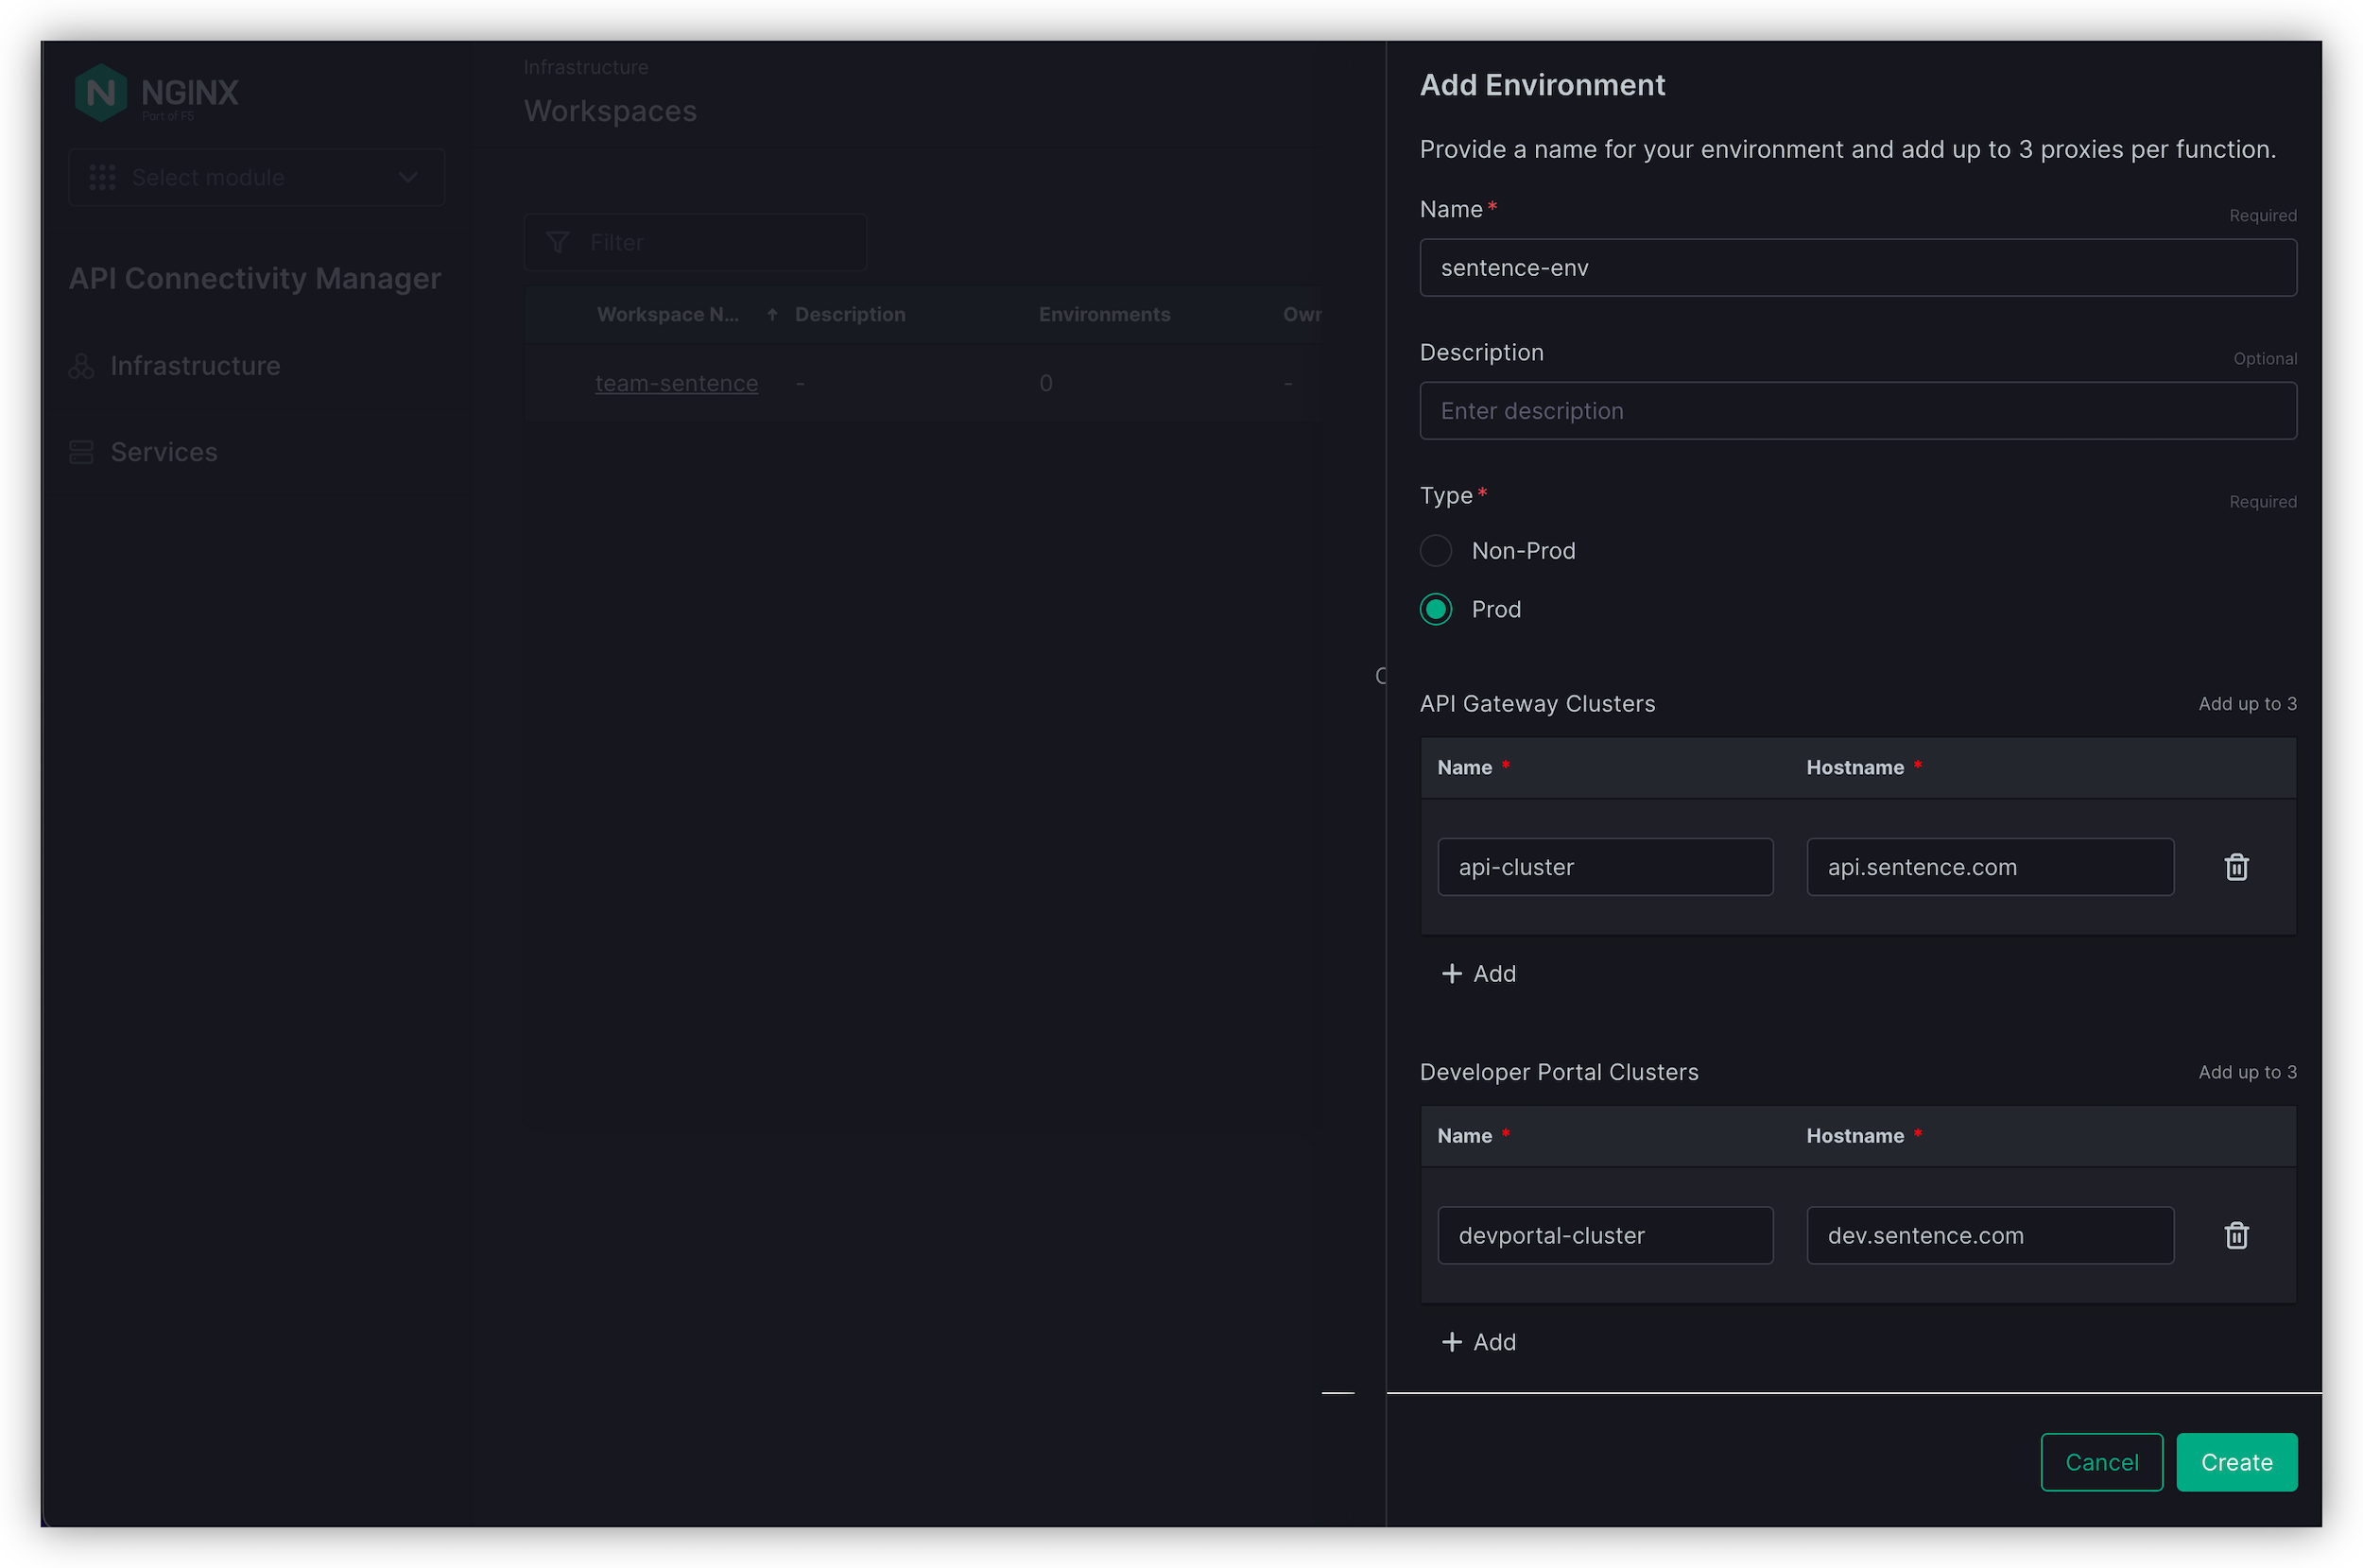 NGINX
Part of F5
Select module
API Connectivity Manager
Infrastructure
Services
Infrastructure
Workspaces
Filter
Workspace N... Description Environments Own
team-sentence - 0 -
C
Add Environment
Provide a name for your environment and add up to 3 proxies per function.
Name * Required
sentence-env
Description Optional
Enter description
Type * Required
Non-Prod
Prod
API Gateway Clusters Add up to 3
Name * Hostname *
api-cluster api.sentence.com
+ Add
Developer Portal Clusters Add up to 3
Name * Hostname *
devportal-cluster dev.sentence.com
+ Add
Cancel Create